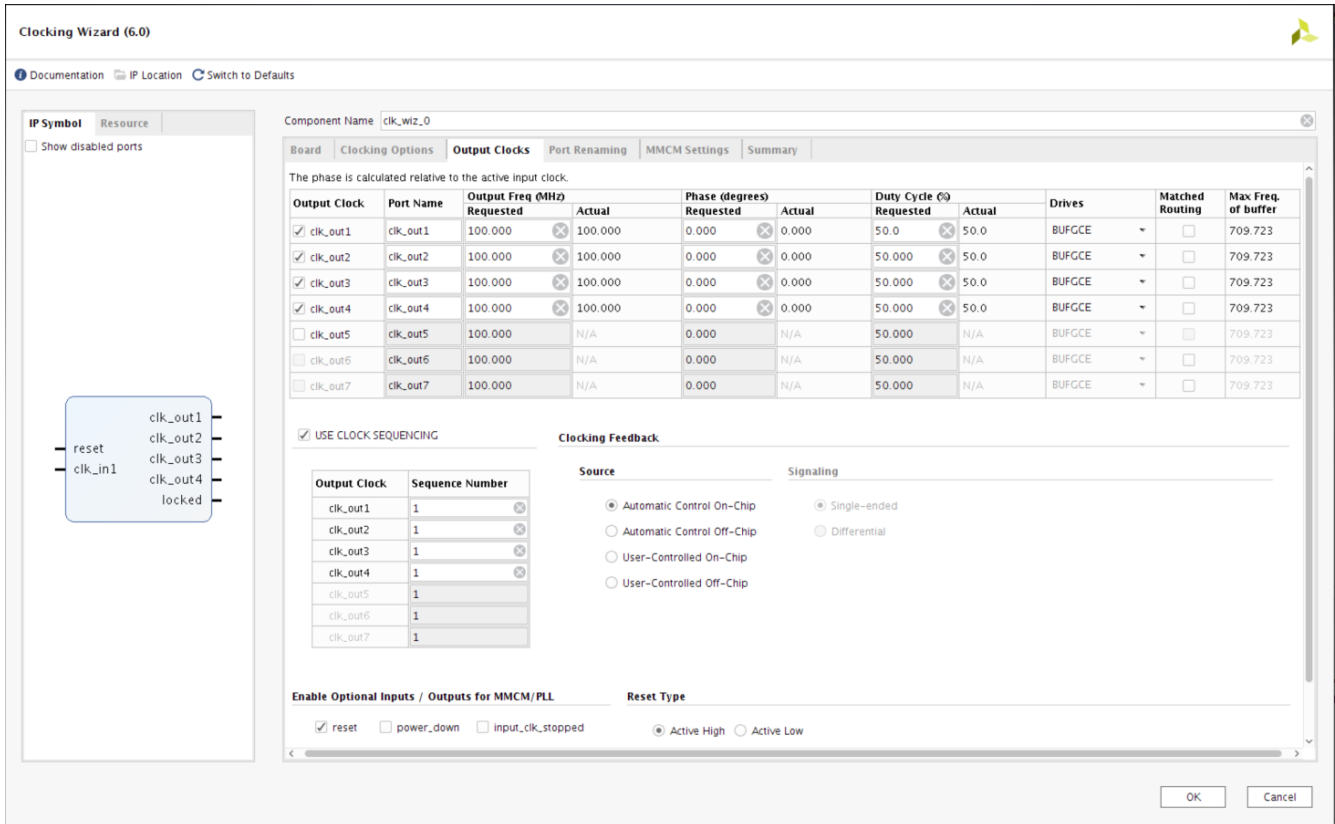 Clocking Wizard (6.0)
Documentation IP Location Switch to Defaults
IP Symbol Resource
Show disabled ports
reset
clk_in1
clk_out1
clk_out2
clk_out3
clk_out4
locked
Component Name clk_wiz_0
Board Clocking Options Output Clocks Port Renaming MMCM Settings Summary
The phase is calculated relative to the active input clock.
Output Clock Port Name Output Freq (MHz) Phase (degrees) Duty Cycle (%) Drives Matched Routing Max Freq. of buffer
Requested Actual Requested Actual Requested Actual
clk_out1 clk_out1 100.000 100.000 0.000 0.000 50.0 50.0 BUFGCE 709.723
clk_out2 clk_out2 100.000 100.000 0.000 0.000 50.000 50.0 BUFGCE 709.723
clk_out3 clk_out3 100.000 100.000 0.000 0.000 50.000 50.0 BUFGCE 709.723
clk_out4 clk_out4 100.000 100.000 0.000 0.000 50.000 50.0 BUFGCE 709.723
clk_out5 clk_out5 100.000 N/A 0.000 N/A 50.000 N/A BUFGCE 709.723
clk_out6 clk_out6 100.000 N/A 0.000 N/A 50.000 N/A BUFGCE 709.723
clk_out7 clk_out7 100.000 N/A 0.000 N/A 50.000 N/A BUFGCE 709.723
USE CLOCK SEQUENCING
Output Clock Sequence Number
clk_out1 1
clk_out2 1
clk_out3 1
clk_out4 1
clk_out5 1
clk_out6 1
clk_out7 1
Clocking Feedback
Source Signaling
Automatic Control On-Chip Single-ended
Automatic Control Off-Chip Differential
User-Controlled On-Chip
User-Controlled Off-Chip
Enable Optional Inputs / Outputs for MMCM/PLL Reset Type
reset power_down input_clk_stopped Active High Active Low
OK Cancel